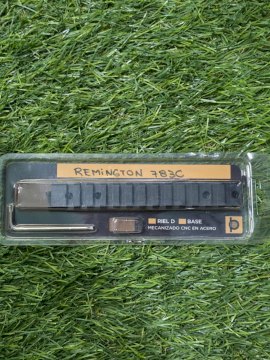 REMINGTON 783C
RIEL D BASE
MECANIZADO CNC EN ACERO